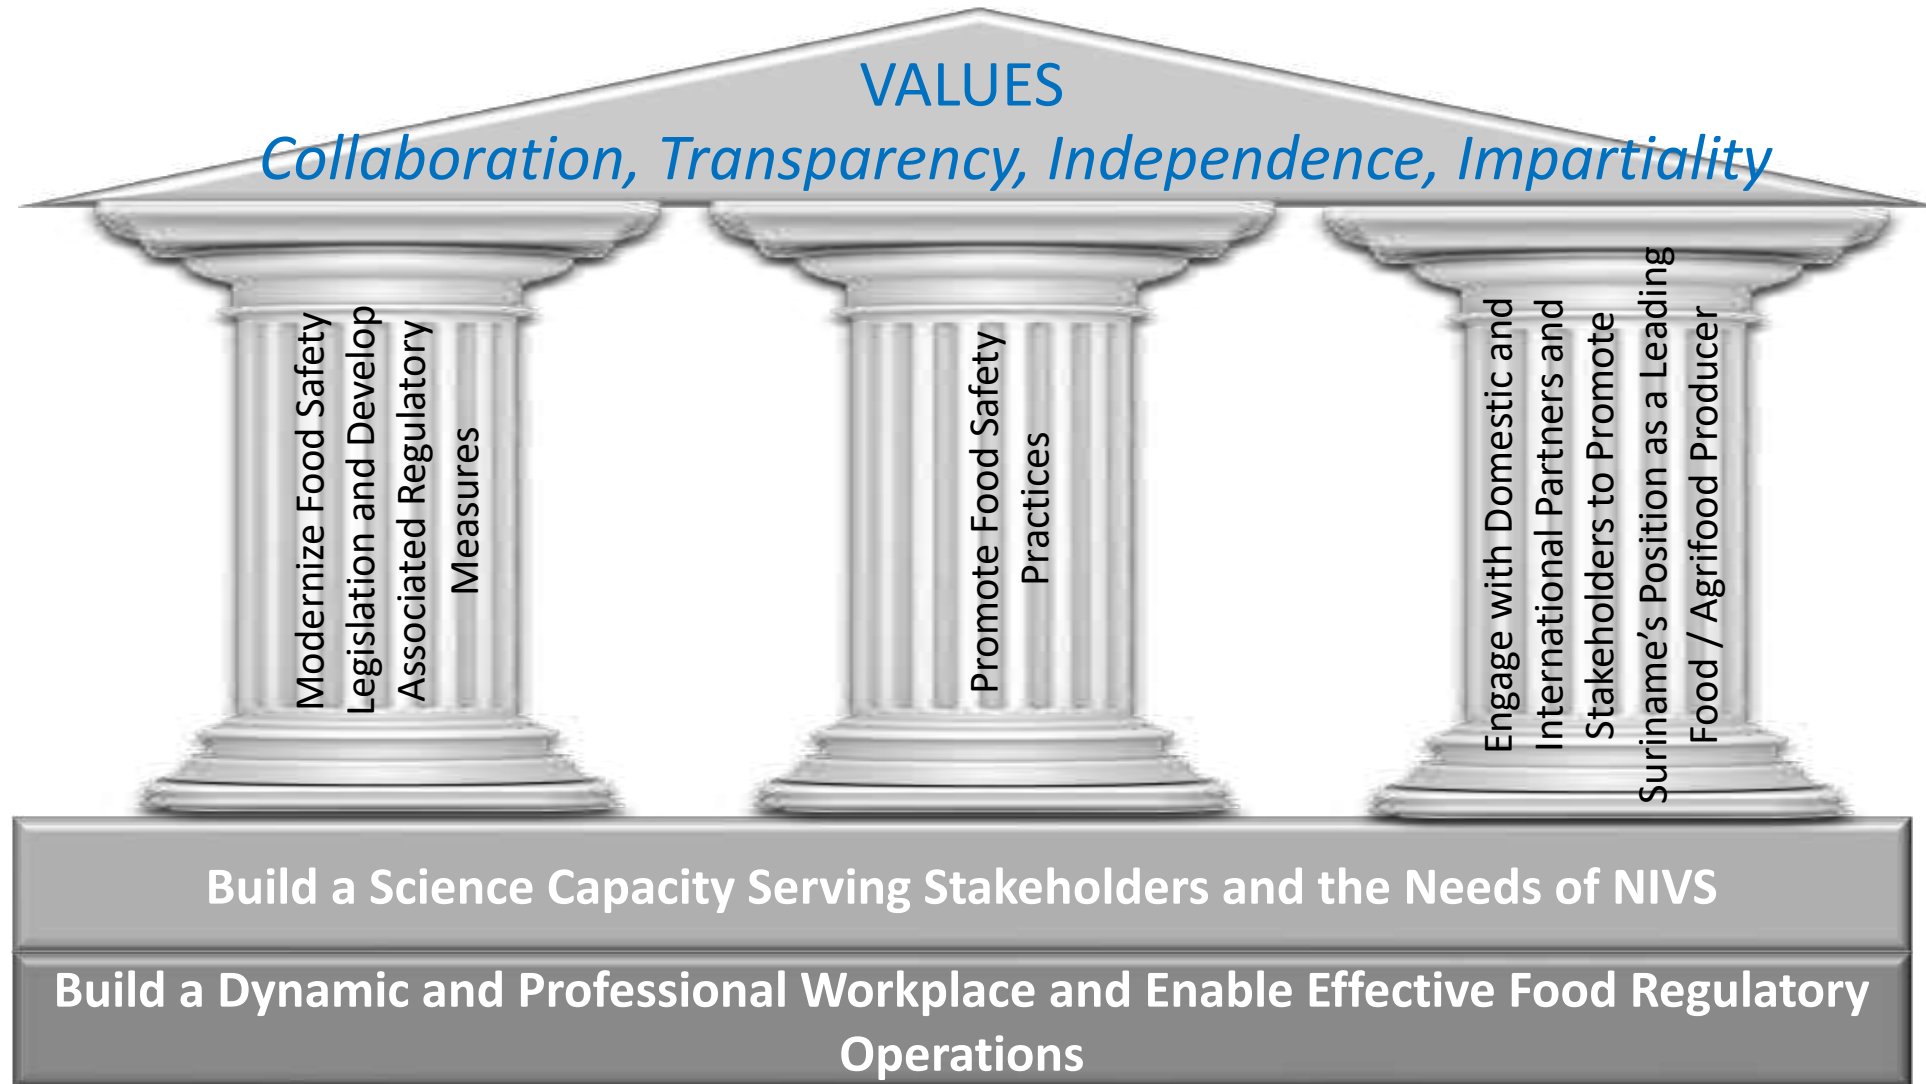 VALUES
Collaboration, Transparency, Independence, Impartiality
Modernize Food Safety
Legislation and Develop
Associated Regulatory
Measures
Promote Food Safety
Practices
Engage with Domestic and
International Partners and
Stakeholders to Promote
Suriname’s Position as a Leading
Food / Agrifood Producer
Build a Science Capacity Serving Stakeholders and the Needs of NIVS
Build a Dynamic and Professional Workplace and Enable Effective Food Regulatory
Operations